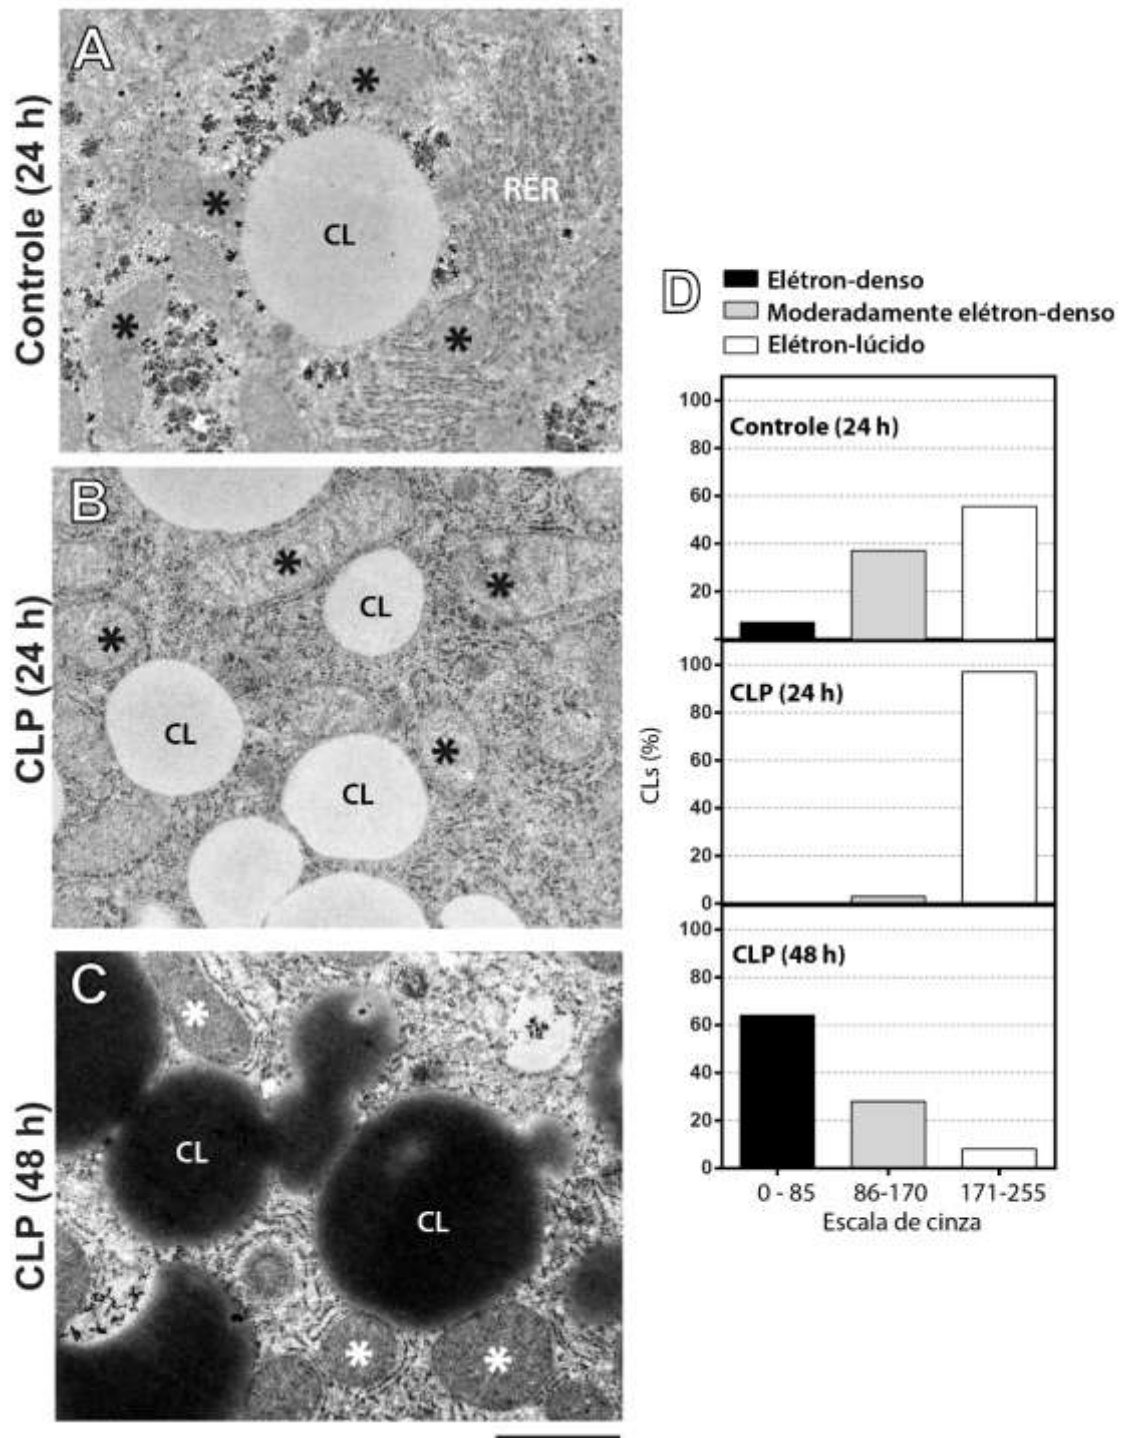 Controle (24 h)
A
*
*
RER
CL
*
*
CLP (24 h)
B
*
*
CL
*
CL
*
CL
CLP (48 h)
C
*
CL
CL
*
*
D
Elétron-denso
Moderadamente elétron-denso
Elétron-lúcido
CLs (%)
100
Controle (24 h)
80
60
40
20
100
CLP (24 h)
80
60
40
20
0
100
CLP (48 h)
80
60
40
20
0
0 - 85 86-170 171-255
Escala de cinza